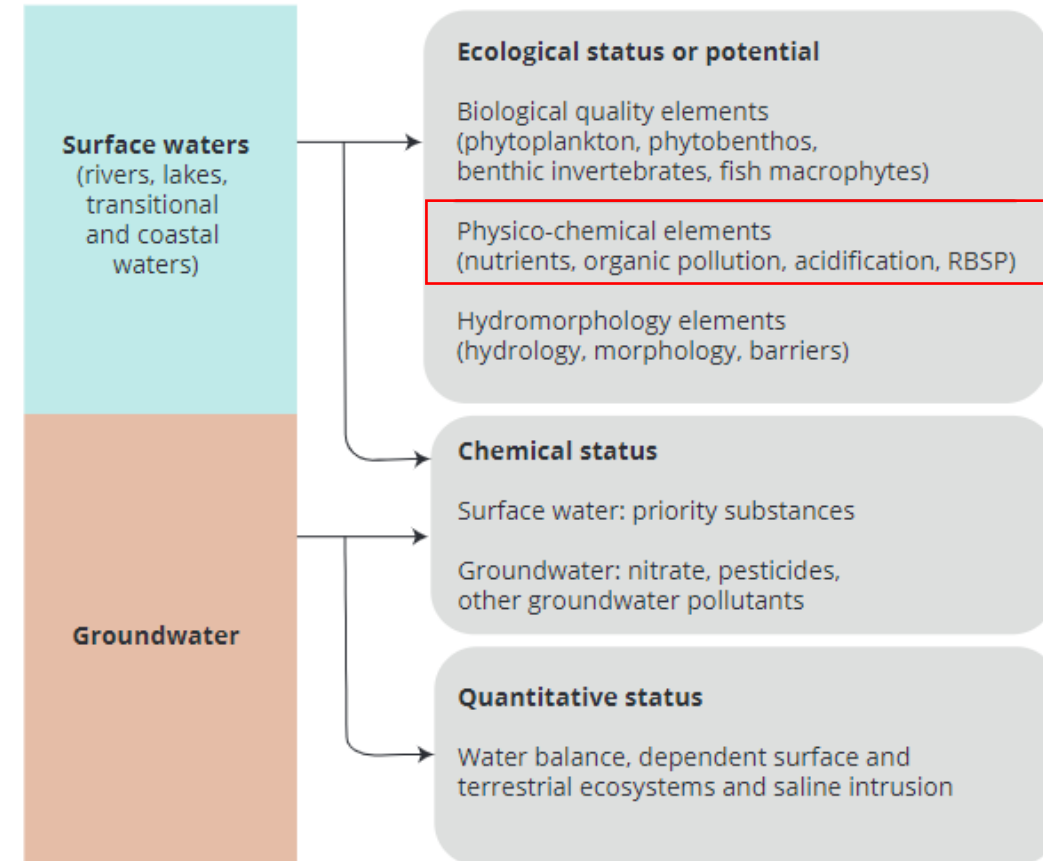 Surface waters
(rivers, lakes,
transitional
and coastal
waters)
Groundwater
Ecological status or potential
Biological quality elements
(phytoplankton, phytobenthos,
benthic invertebrates, fish macrophytes)
Physico-chemical elements
(nutrients, organic pollution, acidification, RBSP)
Hydromorphology elements
(hydrology, morphology, barriers)
Chemical status
Surface water: priority substances
Groundwater: nitrate, pesticides,
other groundwater pollutants
Quantitative status
Water balance, dependent surface and
terrestrial ecosystems and saline intrusion